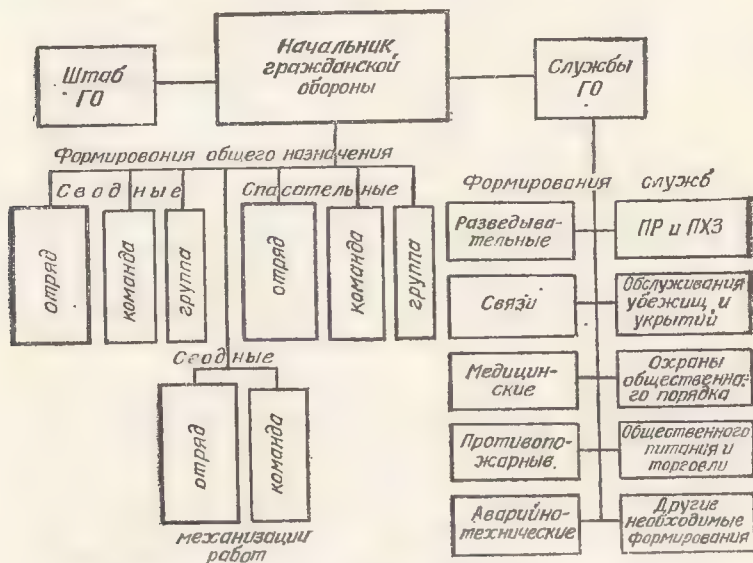 Начальник
гражданской
обороны
Штаб
ГО
Службы
ГО
Формирования общего назначения
Сводные
Спасательные
отряд
команда
группа
отряд
команда
группа
Сводные
отряд
команда
механизации
работ
Формирования служб
Разведыва-
тельные
ПР и ПХЗ
Связи
Обслуживания
убежищ и
укрытий
Медицин-
ские
Охраны
общественно-
го порядка
Противопо-
жарные
Общественного
питания и
торговли
Аварийно-
технические
Другие
необходимые
формирования